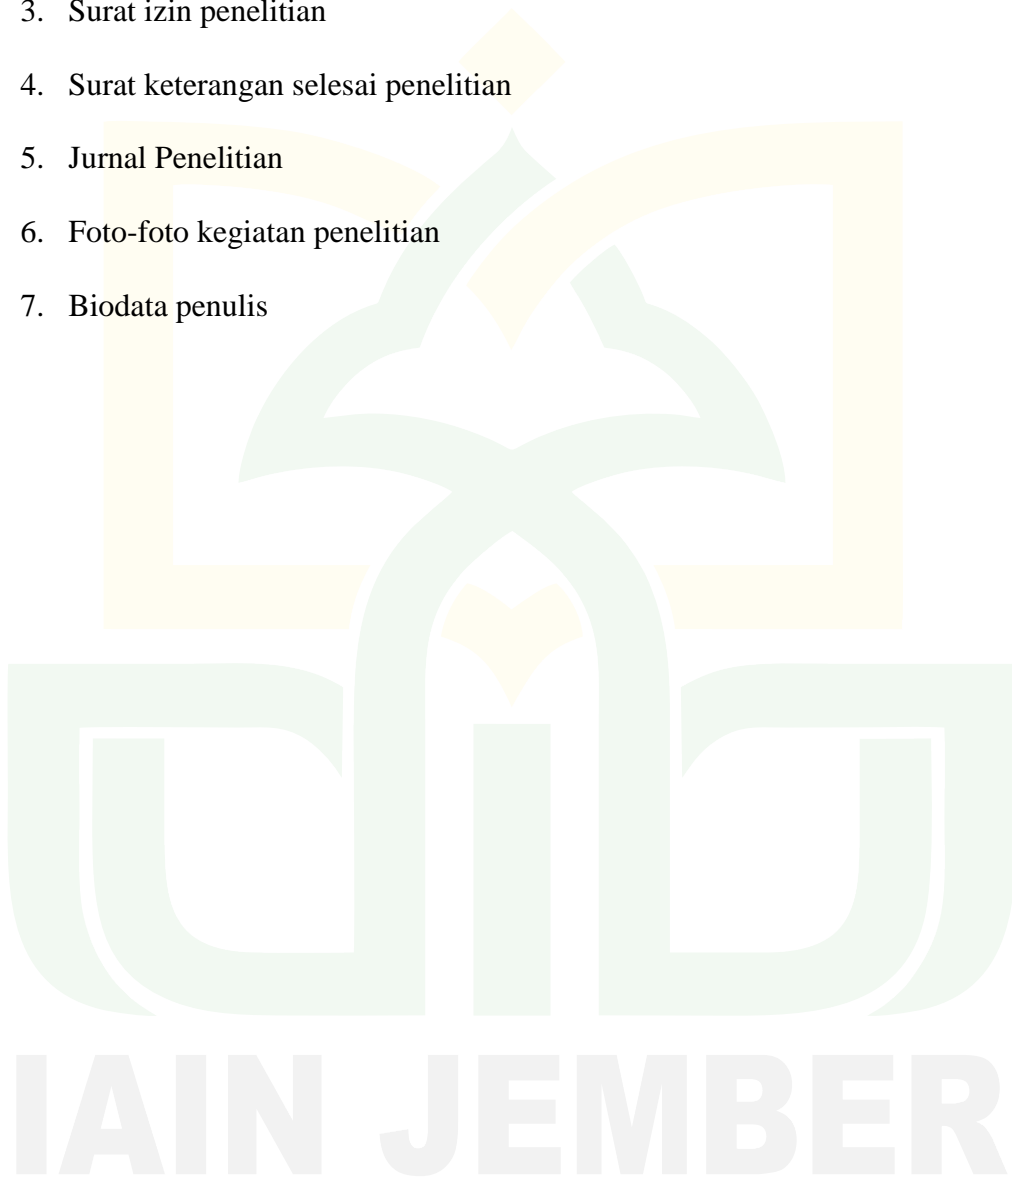 3. Surat izin penelitian
4. Surat keterangan selesai penelitian
5. Jurnal Penelitian
6. Foto-foto kegiatan penelitian
7. Biodata penulis
IAIN JEMBER